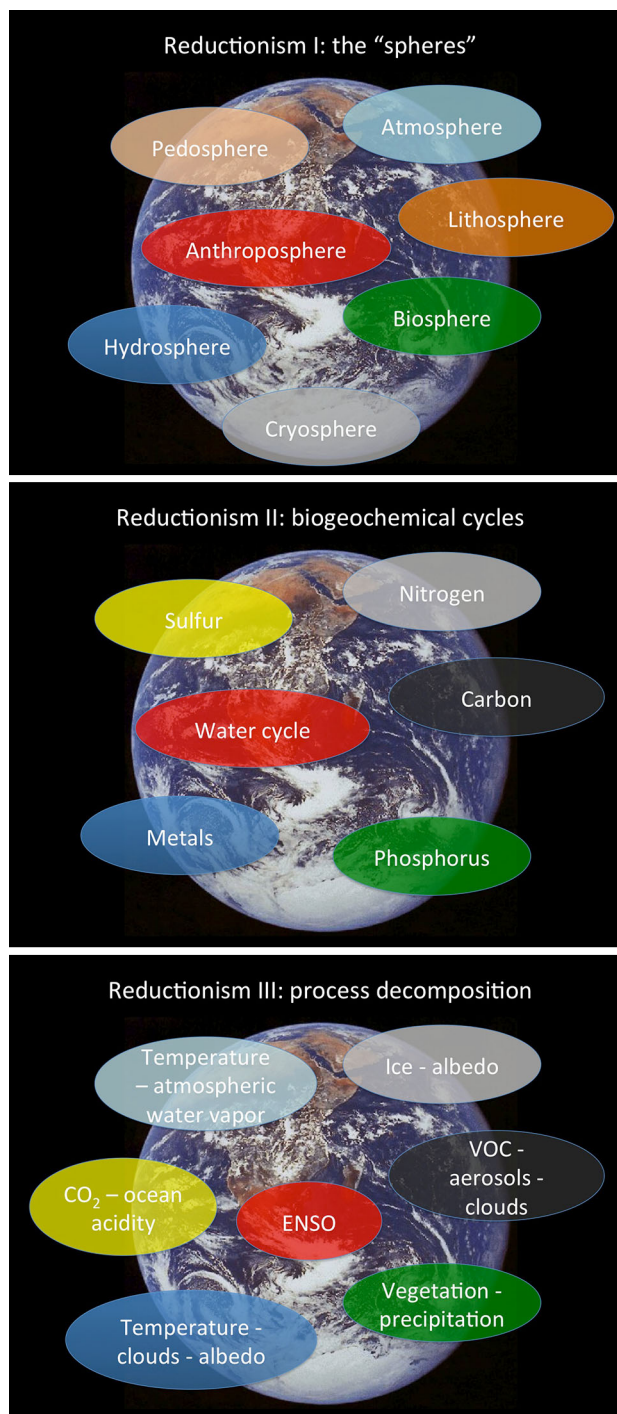 Reductionism I: the “spheres”
Pedosphere
Atmosphere
Anthroposphere
Lithosphere
Hydrosphere
Biosphere
Cryosphere
Reductionism II: biogeochemical cycles
Sulfur
Nitrogen
Water cycle
Carbon
Metals
Phosphorus
Reductionism III: process decomposition
Temperature
– atmospheric
water vapor
Ice - albedo
CO₂ – ocean
acidity
ENSO
VOC -
aerosols -
clouds
Temperature -
clouds - albedo
Vegetation -
precipitation